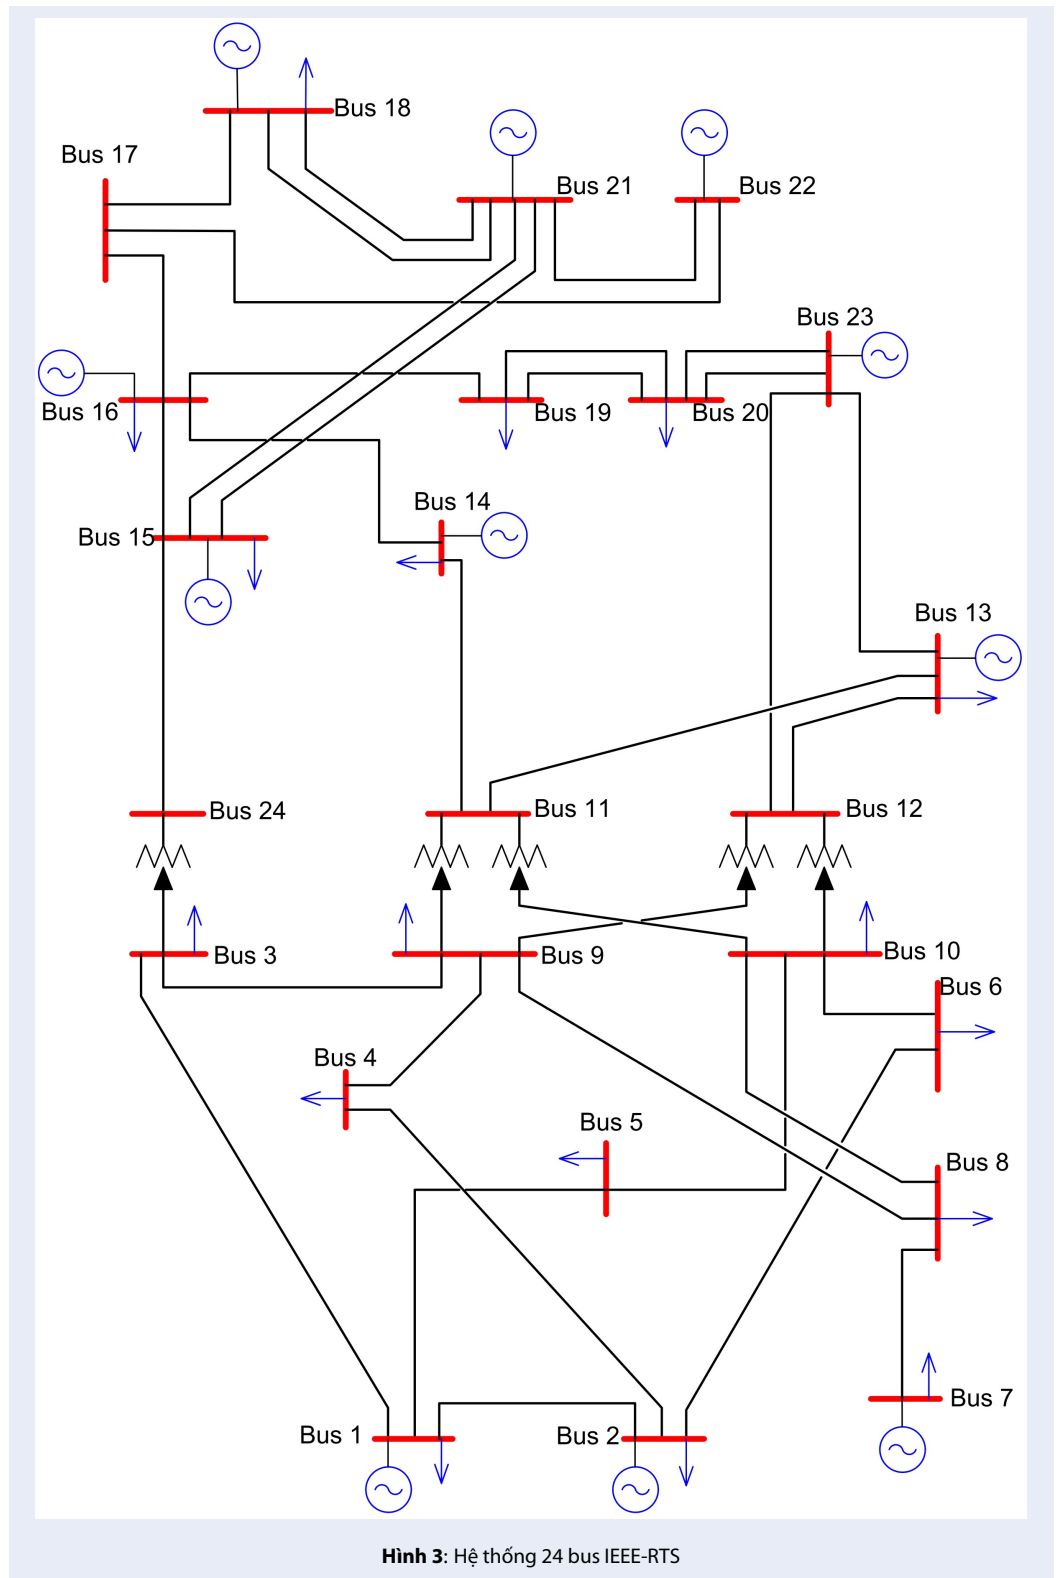 Bus 18
Bus 17
Bus 21
Bus 22
Bus 23
Bus 16
Bus 19
Bus 20
Bus 14
Bus 15
Bus 13
Bus 24
Bus 11
Bus 12
Bus 3
Bus 9
Bus 10
Bus 6
Bus 4
Bus 5
Bus 8
Bus 7
Bus 1
Bus 2
Hình 3: Hệ thống 24 bus IEEE-RTS